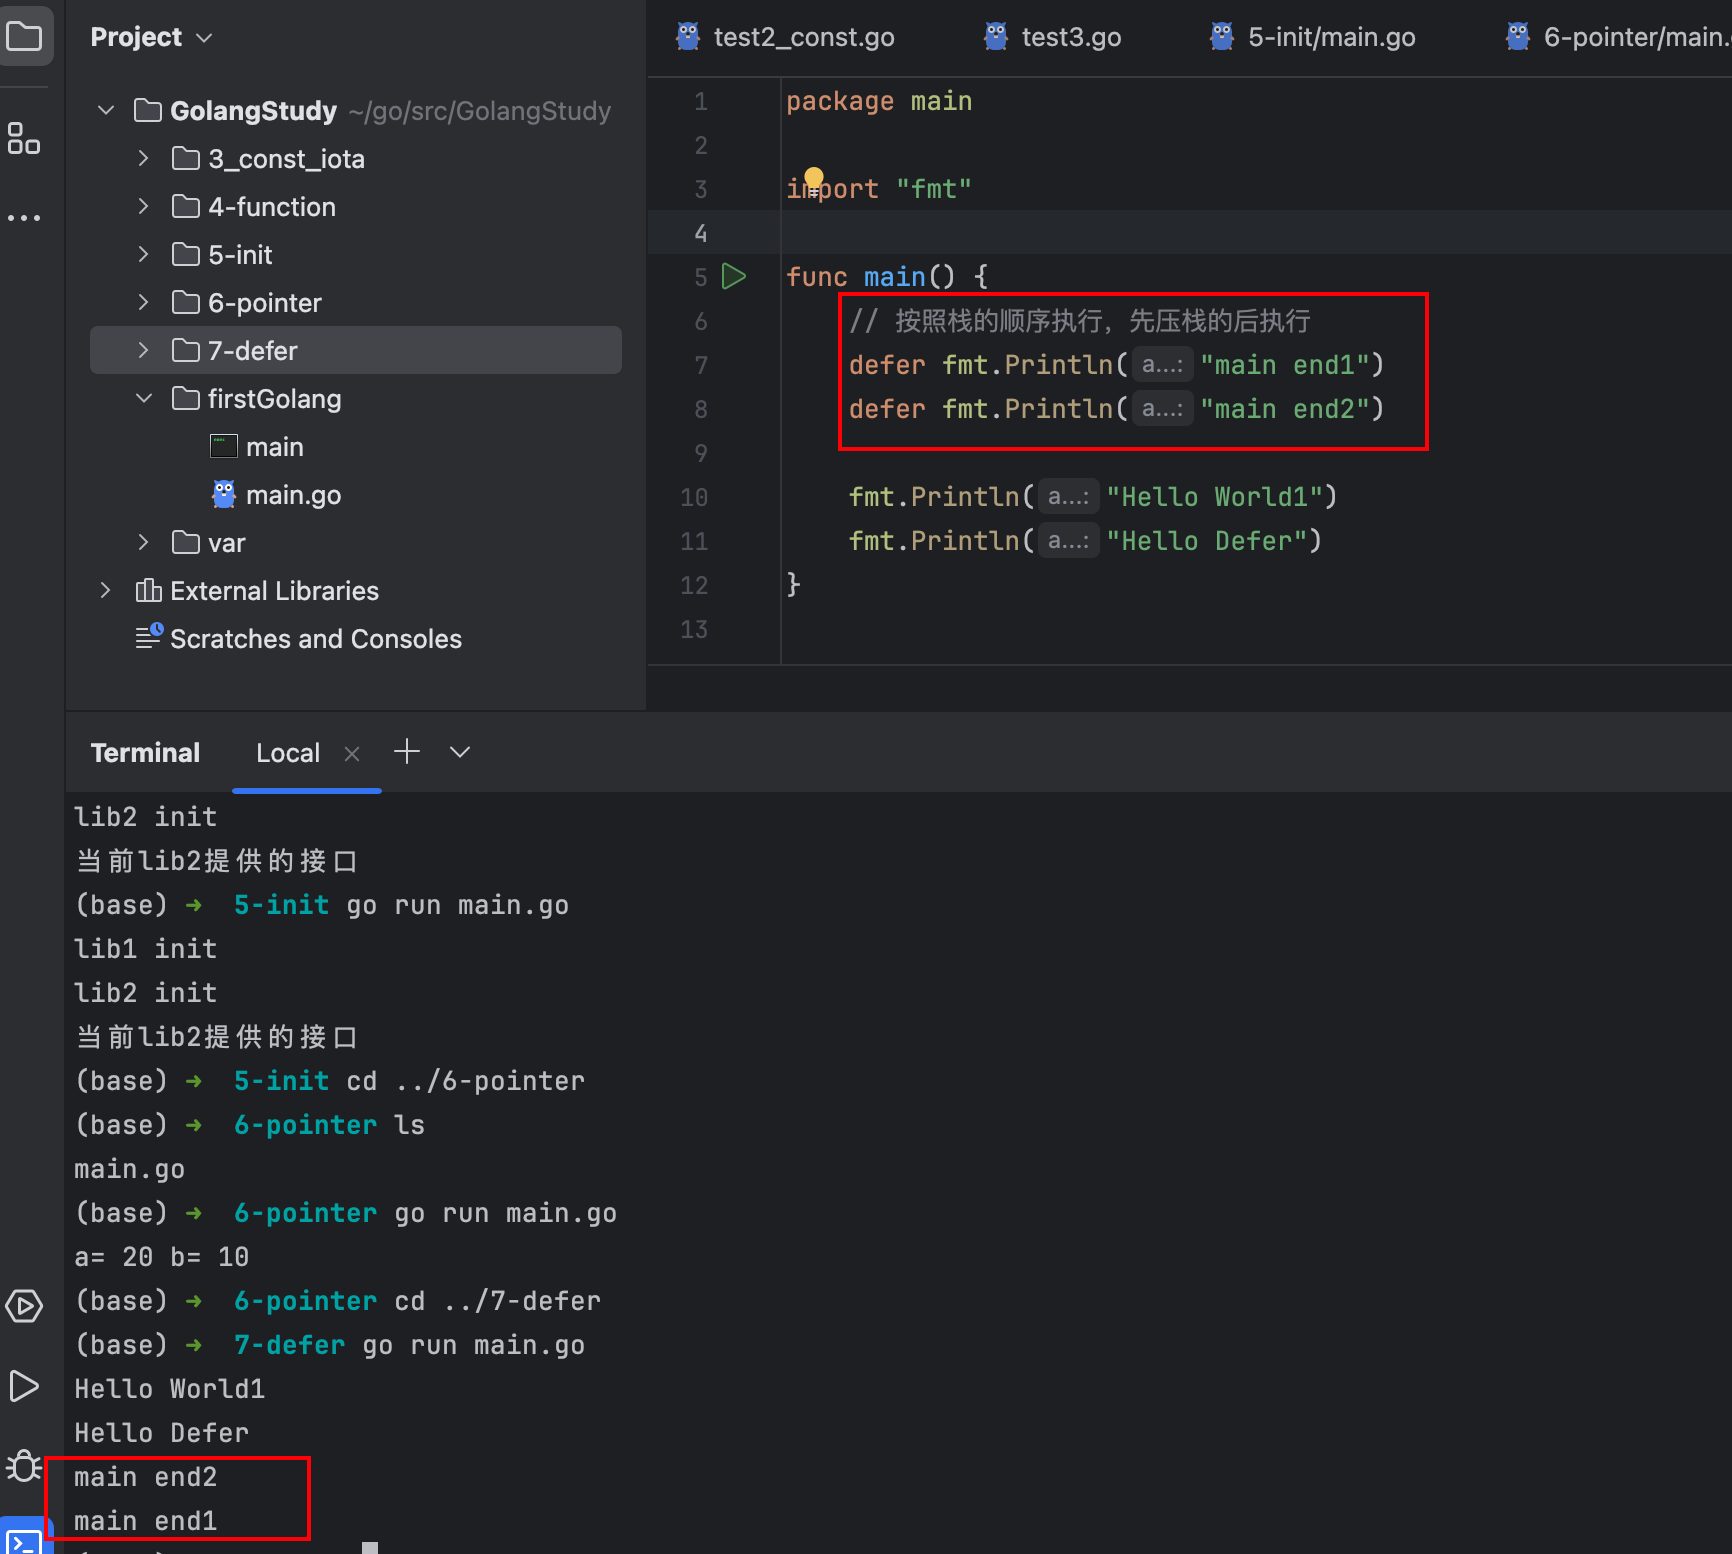 Project
GolangStudy ~/go/src/GolangStudy
3_const_iota
4-function
5-init
6-pointer
7-defer
firstGolang
main
main.go
var
External Libraries
Scratches and Consoles
test2_const.go test3.go 5-init/main.go 6-pointer/main.
1 package main
2
3 import "fmt"
4
5 func main() {
6 // 按照栈的顺序执行，先压栈的后执行
7 defer fmt.Println( a...: "main end1")
8 defer fmt.Println( a...: "main end2")
9
10 fmt.Println( a...: "Hello World1")
11 fmt.Println( a...: "Hello Defer")
12 }
13
Terminal Local
lib2 init
当前lib2提供的接口
(base) ➜ 5-init go run main.go
lib1 init
lib2 init
当前lib2提供的接口
(base) ➜ 5-init cd ../6-pointer
(base) ➜ 6-pointer ls
main.go
(base) ➜ 6-pointer go run main.go
a= 20 b= 10
(base) ➜ 6-pointer cd ../7-defer
(base) ➜ 7-defer go run main.go
Hello World1
Hello Defer
main end2
main end1